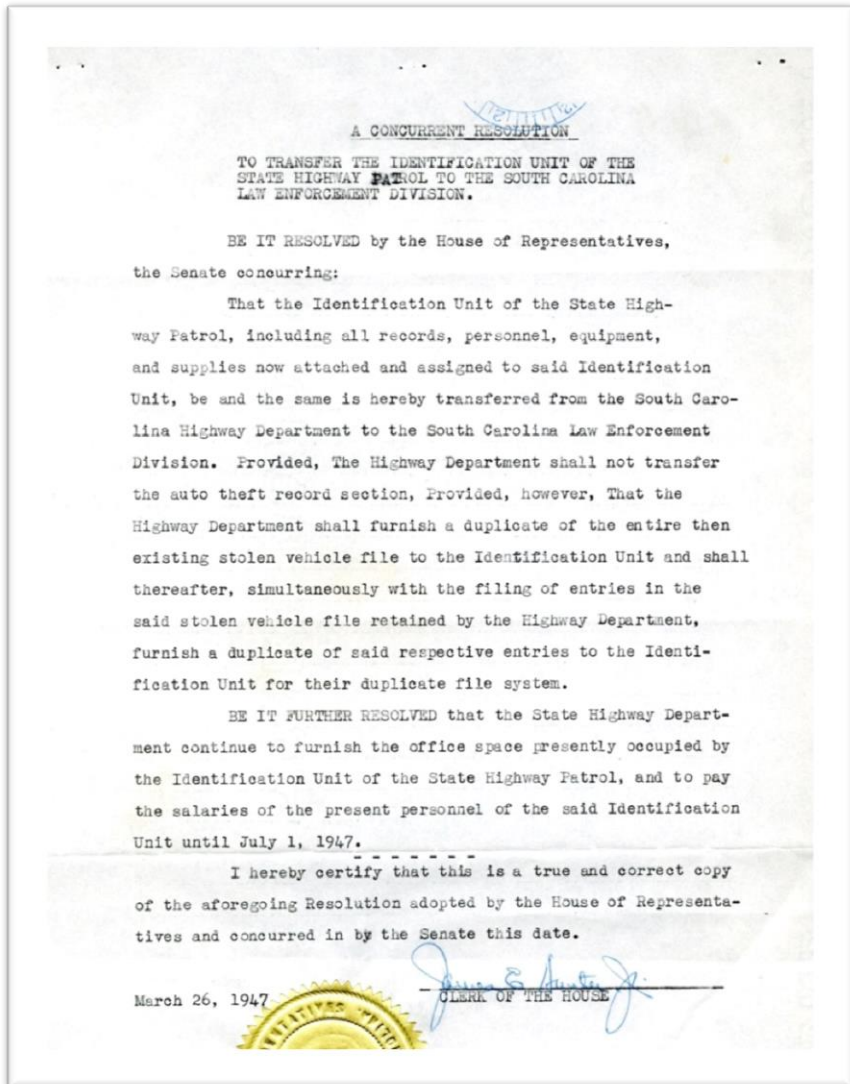 A CONCURRENT RESOLUTION
TO TRANSFER THE IDENTIFICATION UNIT OF THE
STATE HIGHWAY PATROL TO THE SOUTH CAROLINA
LAW ENFORCEMENT DIVISION.
BE IT RESOLVED by the House of Representatives,
the Senate concurring:
That the Identification Unit of the State High-
way Patrol, including all records, personnel, equipment,
and supplies now attached and assigned to said Identification
Unit, be and the same is hereby transferred from the South Caro-
lina Highway Department to the South Carolina Law Enforcement
Division. Provided, The Highway Department shall not transfer
the auto theft record section, Provided, however, That the
Highway Department shall furnish a duplicate of the entire then
existing stolen vehicle file to the Identification Unit and shall
thereafter, simultaneously with the filing of entries in the
said stolen vehicle file retained by the Highway Department,
furnish a duplicate of said respective entries to the Identi-
fication Unit for their duplicate file system.
BE IT FURTHER RESOLVED that the State Highway Depart-
ment continue to furnish the office space presently occupied by
the Identification Unit of the State Highway Patrol, and to pay
the salaries of the present personnel of the said Identification
Unit until July 1, 1947.
I hereby certify that this is a true and correct copy
of the aforegoing Resolution adopted by the House of Representa-
tives and concurred in by the Senate this date.
James E. Hunter Jr.
March 26, 1947 CLERK OF THE HOUSE